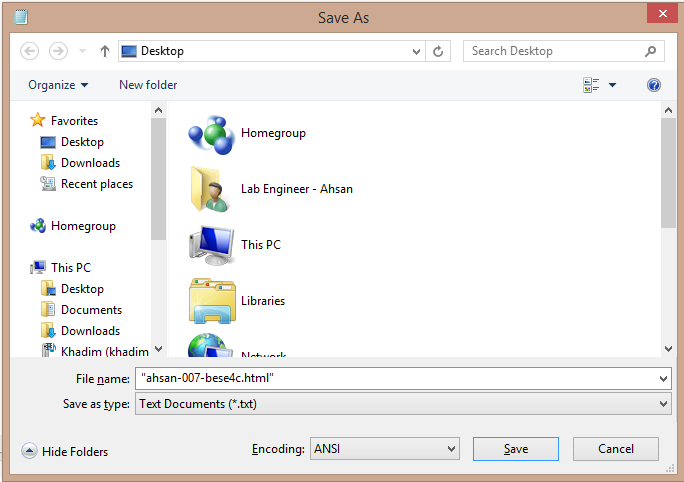 Save As
Desktop
Search Desktop
Organize
New folder
Favorites
Desktop
Downloads
Recent places
Homegroup
This PC
Desktop
Documents
Downloads
Khadim (khadim
Homegroup
Lab Engineer - Ahsan
This PC
Libraries
Network
File name: "ahsan-007-bese4c.html"
Save as type: Text Documents (*.txt)
Hide Folders
Encoding: ANSI
Save
Cancel